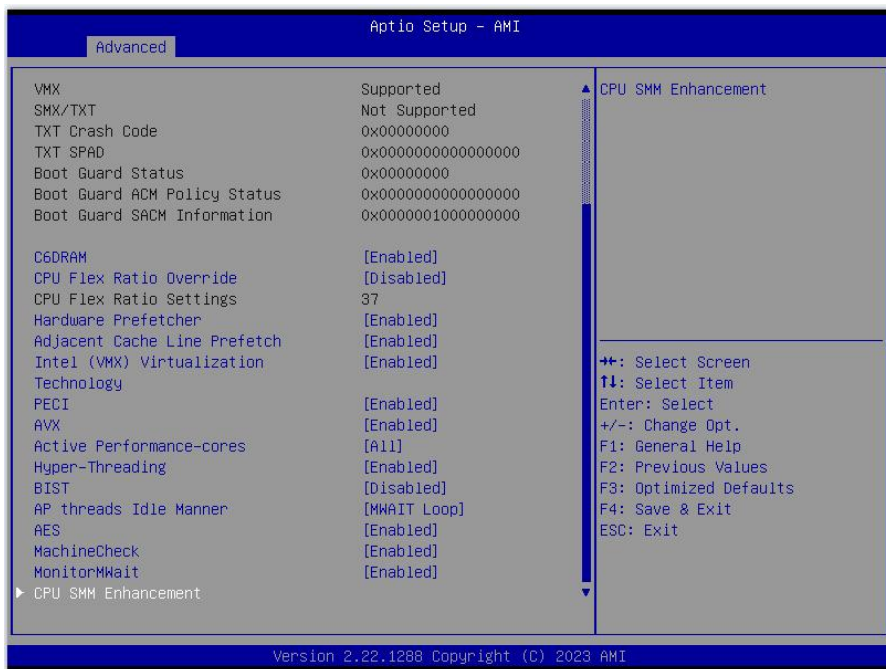 Aptio Setup - AMI
Advanced
VMX Supported
SMX/TXT Not Supported
TXT Crash Code 0x00000000
TXT SPAD 0x0000000000000000
Boot Guard Status 0x00000000
Boot Guard ACM Policy Status 0x0000000000000000
Boot Guard SACM Information 0x0000001000000000
C6DRAM [Enabled]
CPU Flex Ratio Override [Disabled]
CPU Flex Ratio Settings 37
Hardware Prefetcher [Enabled]
Adjacent Cache Line Prefetch [Enabled]
Intel (VMX) Virtualization [Enabled]
Technology
PECI [Enabled]
AVX [Enabled]
Active Performance-cores [All]
Hyper-Threading [Enabled]
BIST [Disabled]
AP threads Idle Manner [MWAIT Loop]
AES [Enabled]
MachineCheck [Enabled]
MonitorMWait [Enabled]
CPU SMM Enhancement
CPU SMM Enhancement
→←: Select Screen
↑↓: Select Item
Enter: Select
+/-: Change Opt.
F1: General Help
F2: Previous Values
F3: Optimized Defaults
F4: Save & Exit
ESC: Exit
Version 2.22.1288 Copyright (C) 2023 AMI